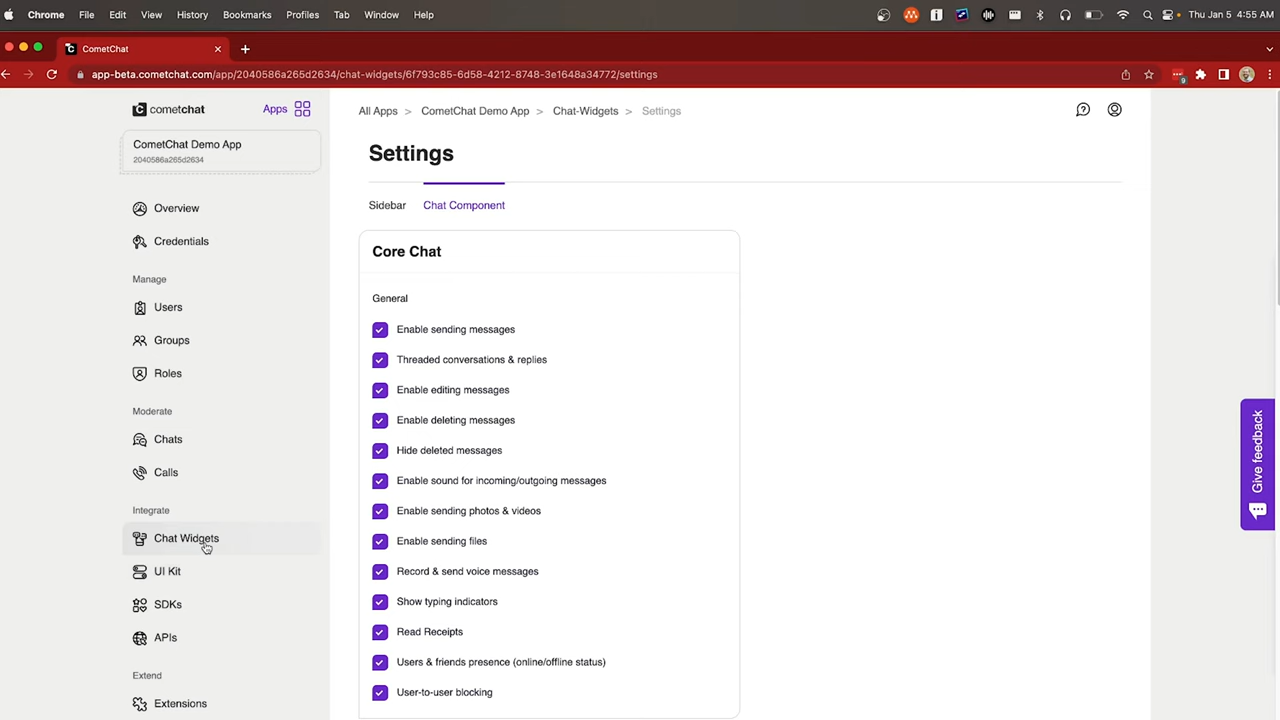 Chrome File Edit View History Bookmarks Profiles Tab Window Help Thu Jan 5 4:55 AM
CometChat
app-beta.cometchat.com/app/2040586a265d2634/chat-widgets/6f793c85-6d58-4212-8748-3e1648a34772/settings
9
cometchat Apps
CometChat Demo App
2040586a265d2634
Overview
Credentials
Manage
Users
Groups
Roles
Moderate
Chats
Calls
Integrate
Chat Widgets
UI Kit
SDKs
APIs
Extend
Extensions
All Apps > CometChat Demo App > Chat-Widgets > Settings
Settings
Sidebar Chat Component
Core Chat
General
Enable sending messages
Threaded conversations & replies
Enable editing messages
Enable deleting messages
Hide deleted messages
Enable sound for incoming/outgoing messages
Enable sending photos & videos
Enable sending files
Record & send voice messages
Show typing indicators
Read Receipts
Users & friends presence (online/offline status)
User-to-user blocking
Give feedback